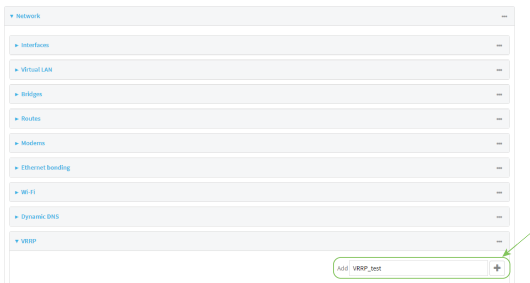 Network
Interfaces
Virtual LAN
Bridges
Routes
Modems
Ethernet bonding
Wi-Fi
Dynamic DNS
VRRP
Add VRRP_test